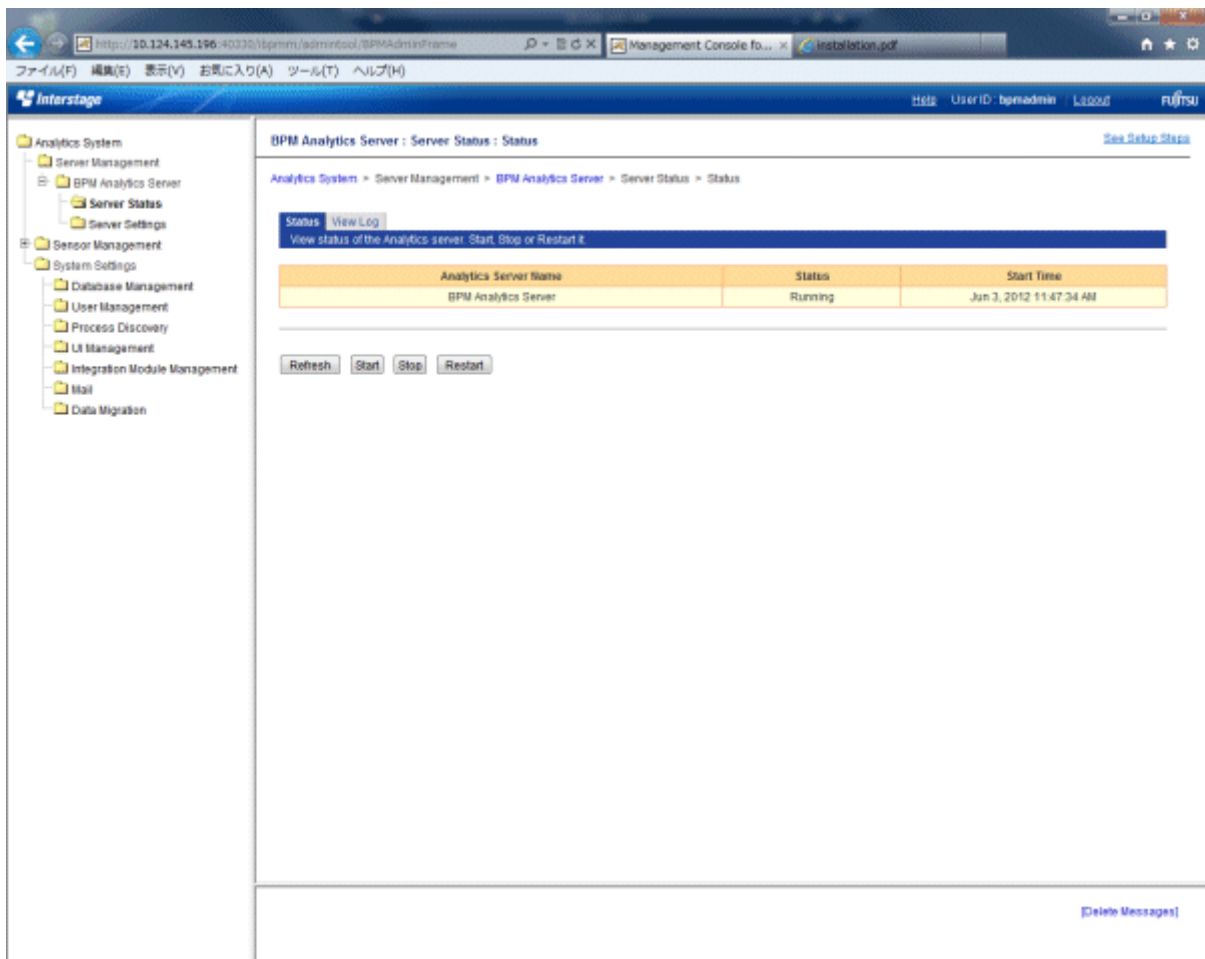 http://10.124.145.196:40330/ibpmm/admintool/BPMAdminFrame
Management Console fo...
installation.pdf
ファイル(F) 編集(E) 表示(V) お気に入り(A) ツール(T) ヘルプ(H)
Interstage
Help UserID: bpmadmin / Logout FUJITSU
Analytics System
Server Management
BPM Analytics Server
Server Status
Server Settings
Sensor Management
System Settings
Database Management
User Management
Process Discovery
UI Management
Integration Module Management
Mail
Data Migration
BPM Analytics Server : Server Status : Status See Setup Steps
Analytics System > Server Management > BPM Analytics Server > Server Status > Status
Status View Log
View status of the Analytics server. Start, Stop or Restart it.
Analytics Server Name Status Start Time
BPM Analytics Server Running Jun 3, 2012 11:47:34 AM
Refresh Start Stop Restart
[Delete Messages]